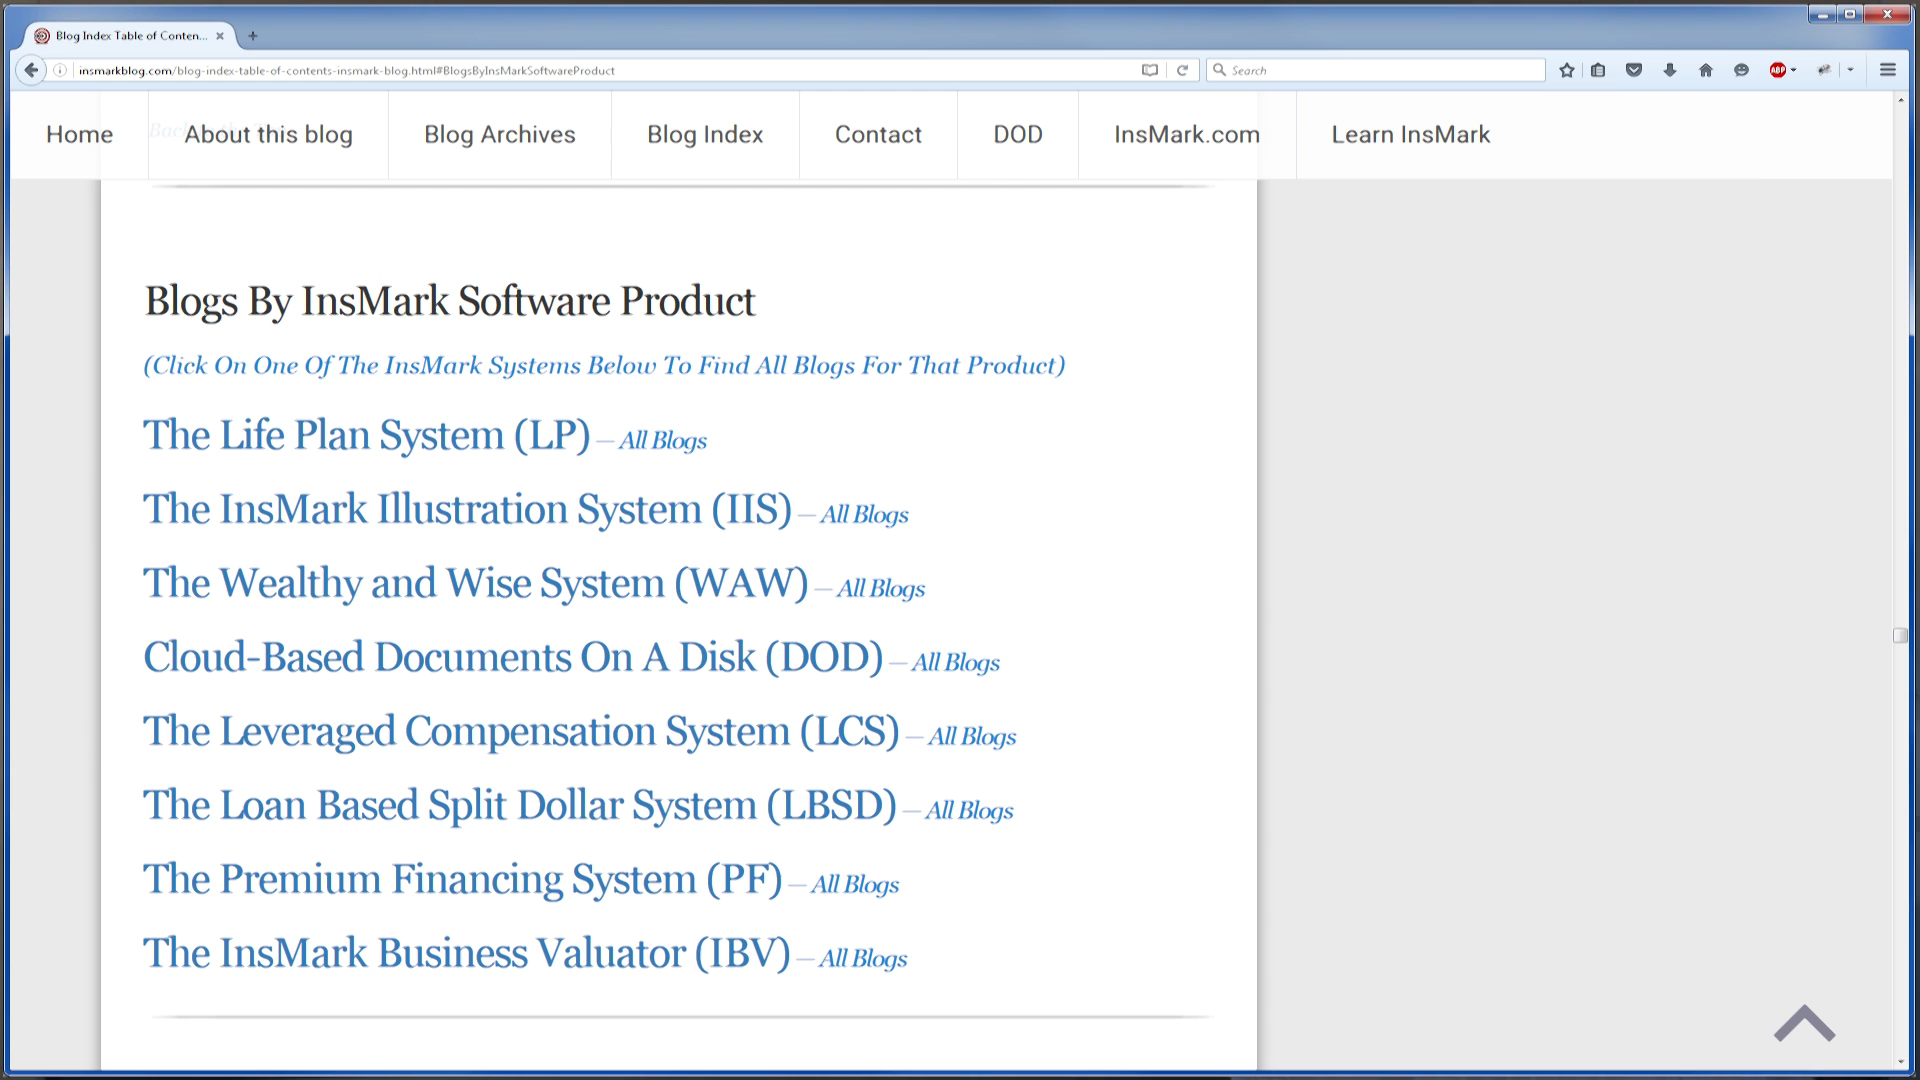 Blog Index Table of Conten...
insmarkblog.com/blog-index-table-of-contents-insmark-blog.html#BlogsByInsMarkSoftwareProduct
Search
ABP
Home
About this blog
Blog Archives
Blog Index
Contact
DOD
InsMark.com
Learn InsMark
Blogs By InsMark Software Product
(Click On One Of The InsMark Systems Below To Find All Blogs For That Product)
The Life Plan System (LP) – All Blogs
The InsMark Illustration System (IIS) – All Blogs
The Wealthy and Wise System (WAW) – All Blogs
Cloud-Based Documents On A Disk (DOD) – All Blogs
The Leveraged Compensation System (LCS) – All Blogs
The Loan Based Split Dollar System (LBSD) – All Blogs
The Premium Financing System (PF) – All Blogs
The InsMark Business Valuator (IBV) – All Blogs